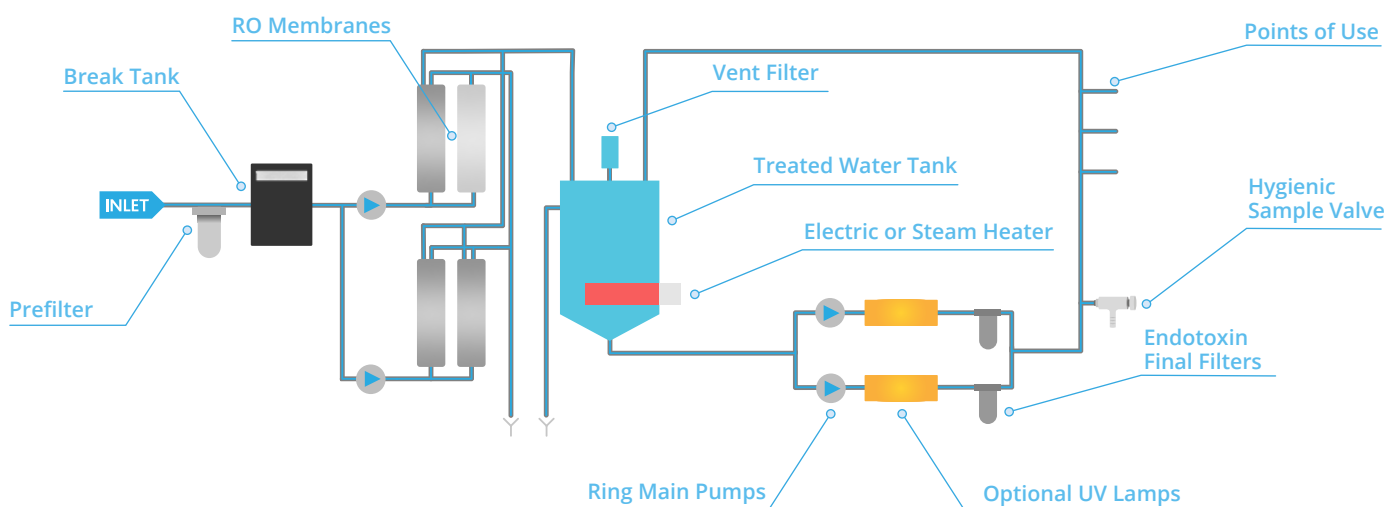 RO Membranes
Points of Use
Break Tank
Vent Filter
Treated Water Tank
Hygienic
Sample Valve
INLET
Electric or Steam Heater
Prefilter
Endotoxin
Final Filters
Ring Main Pumps
Optional UV Lamps